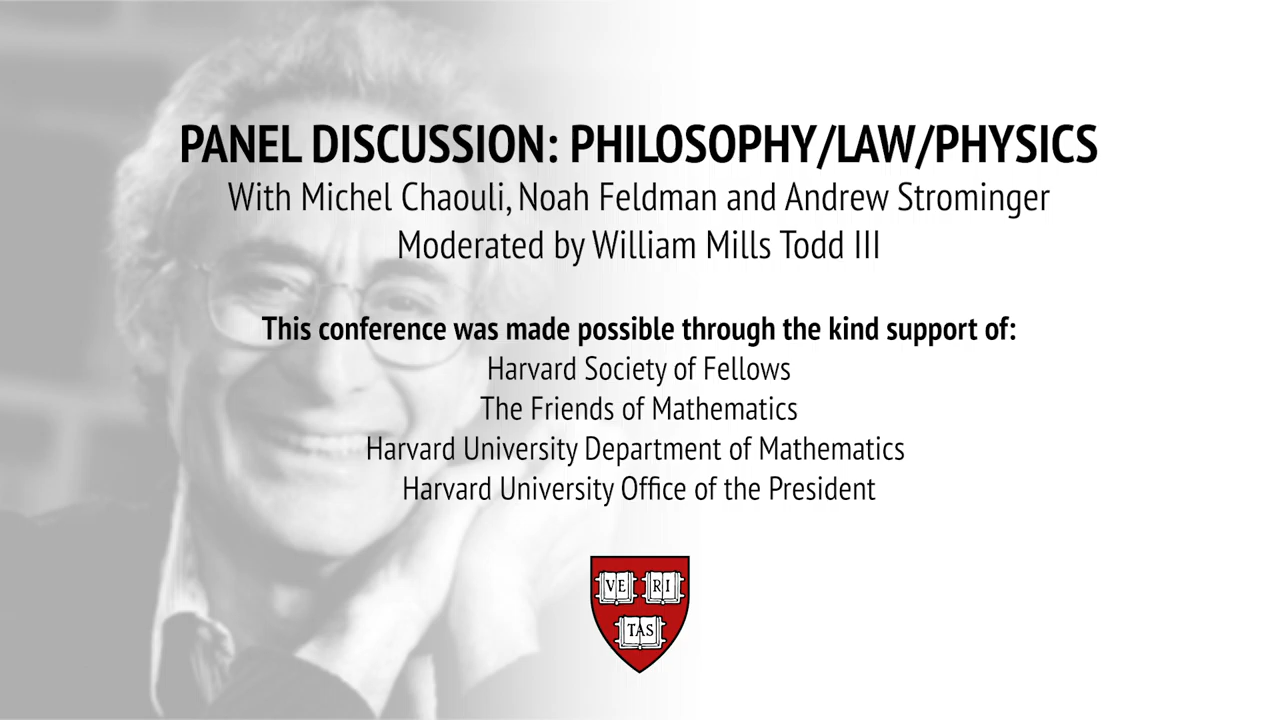 PANEL DISCUSSION: PHILOSOPHY/LAW/PHYSICS
With Michel Chaouli, Noah Feldman and Andrew Strominger
Moderated by William Mills Todd III
This conference was made possible through the kind support of:
Harvard Society of Fellows
The Friends of Mathematics
Harvard University Department of Mathematics
Harvard University Office of the President
VE RI
TAS